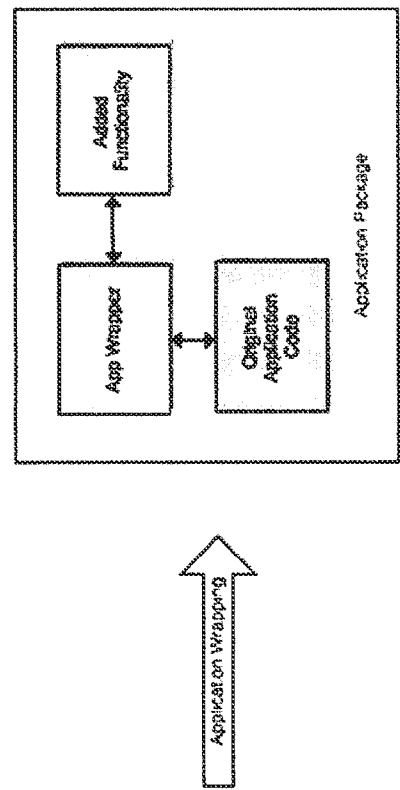 Application Wrapping
App Wrapper
Added
Functionality
Original
Application
Code
Application Package